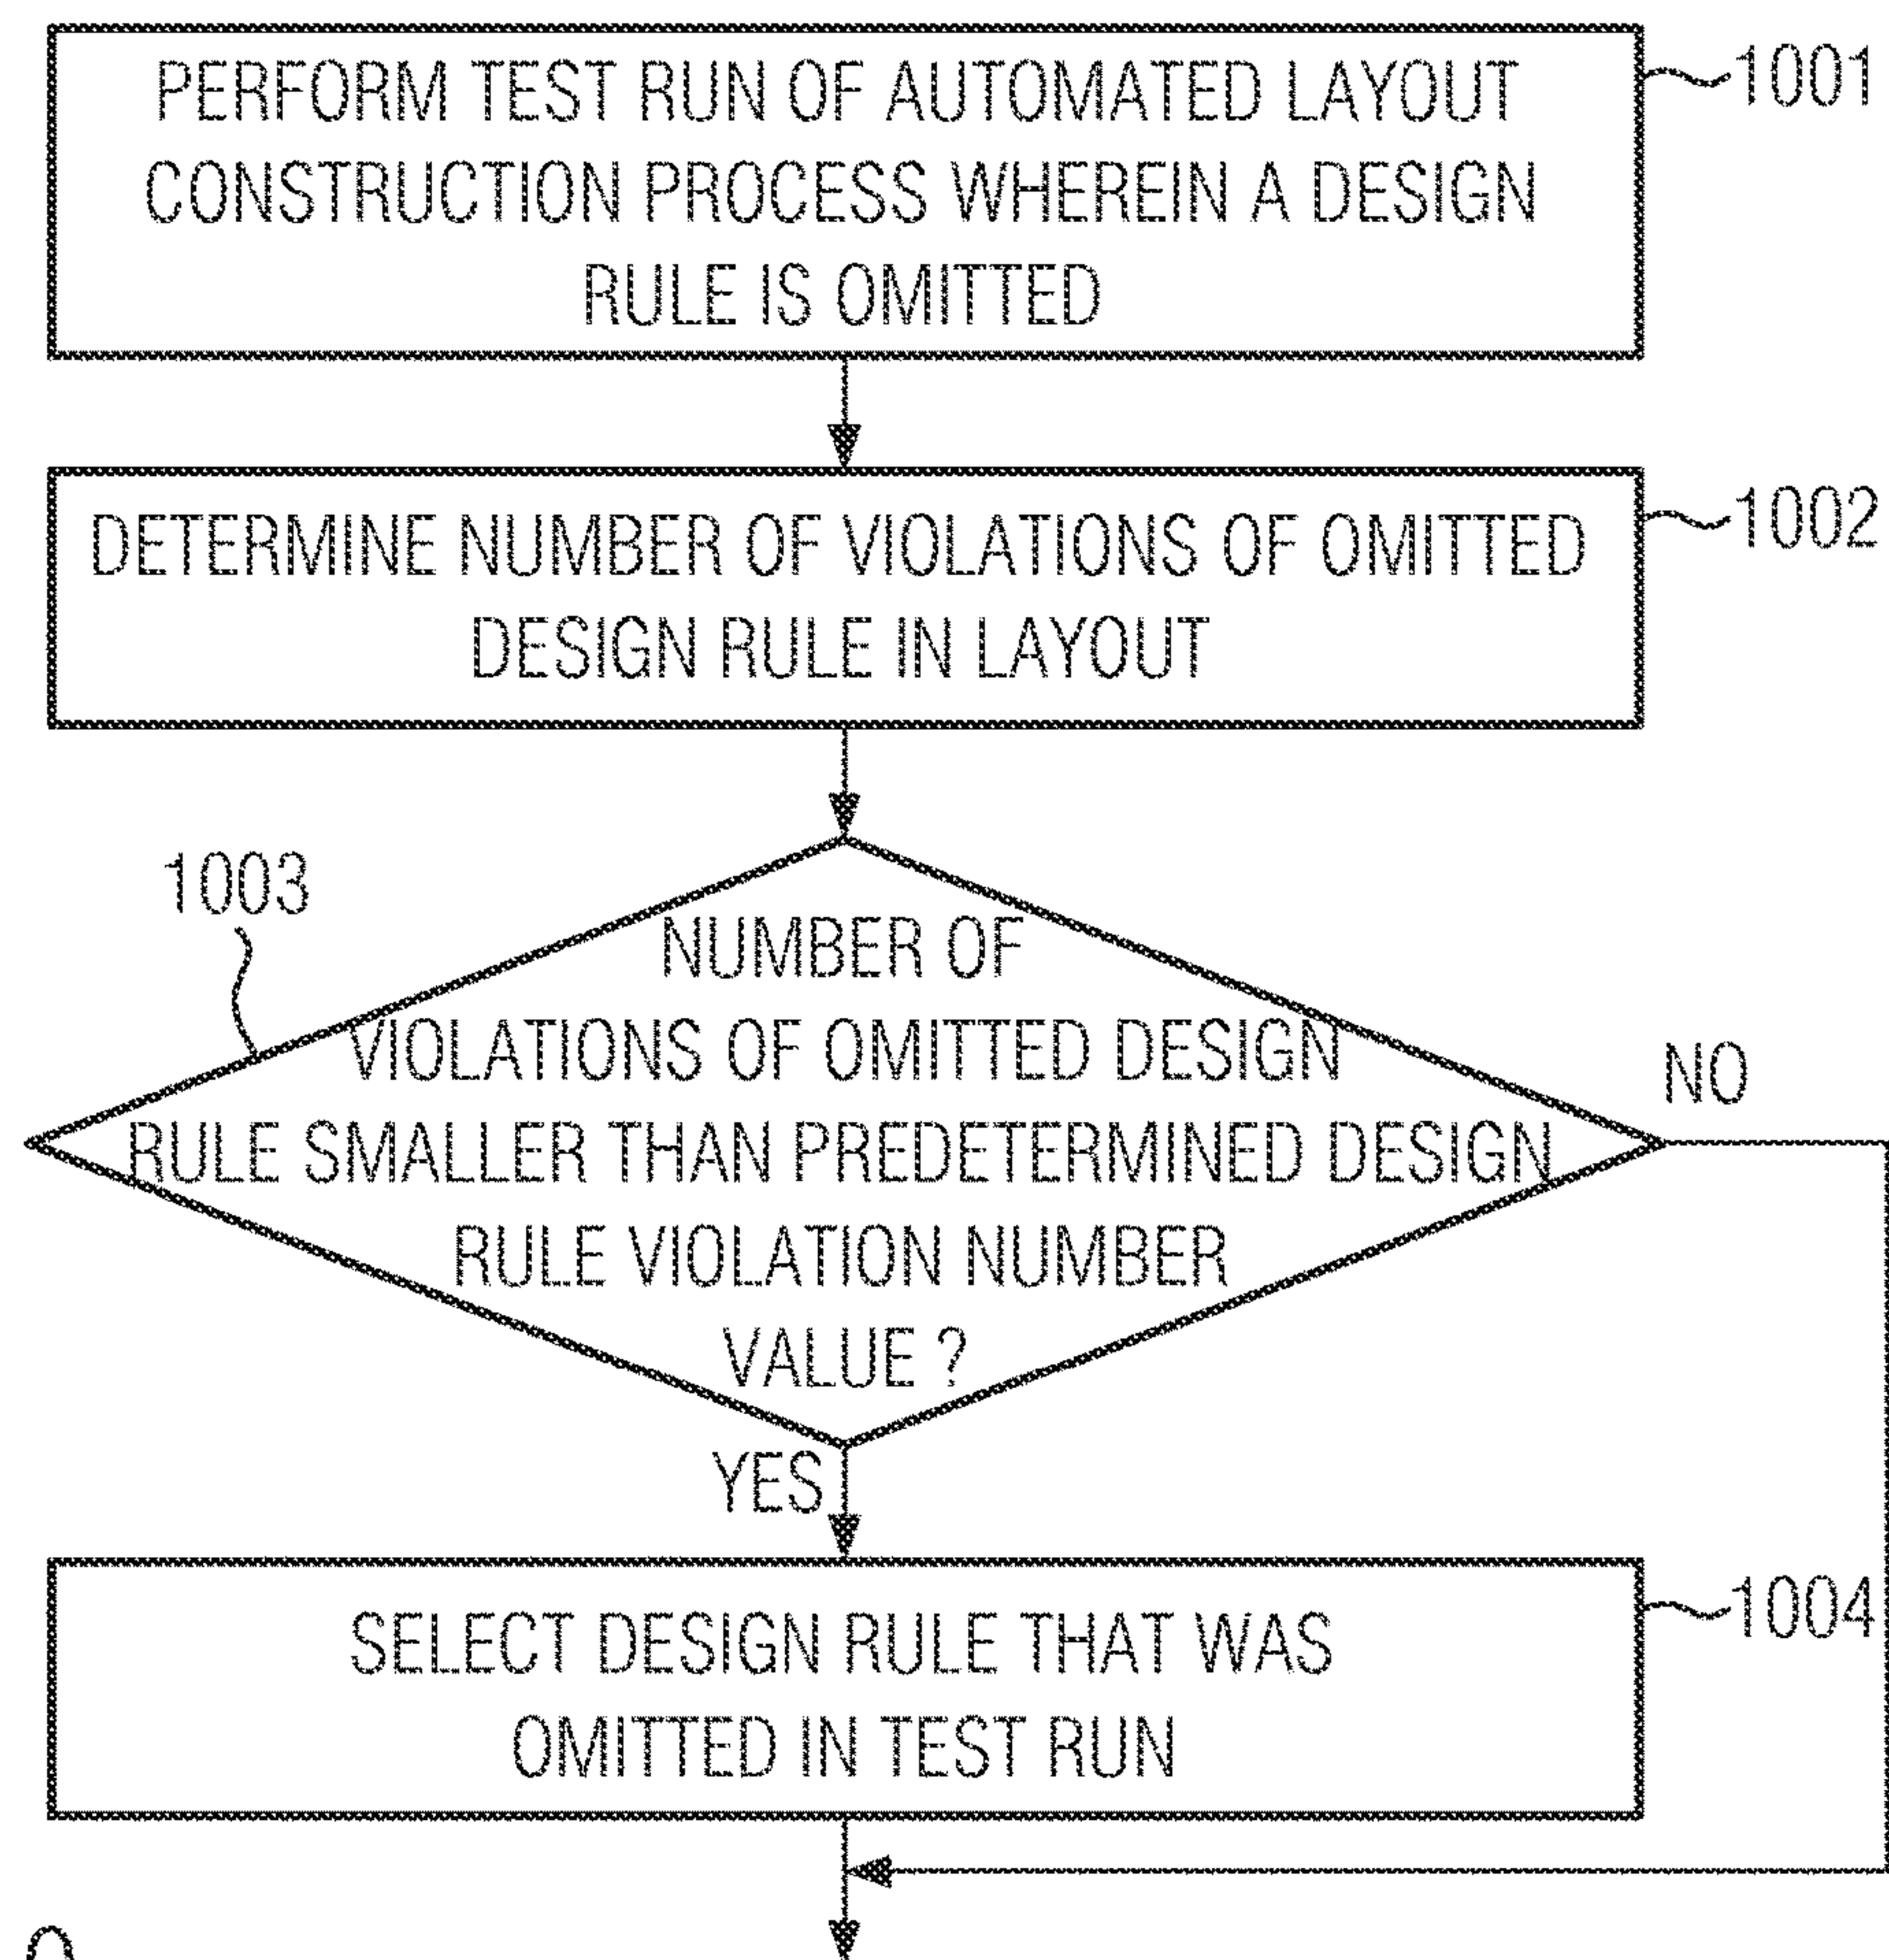 PERFORM TEST RUN OF AUTOMATED LAYOUT
CONSTRUCTION PROCESS WHEREIN A DESIGN
RULE IS OMITTED
1001
DETERMINE NUMBER OF VIOLATIONS OF OMITTED
DESIGN RULE IN LAYOUT
1002
1003
NUMBER OF
VIOLATIONS OF OMITTED DESIGN
RULE SMALLER THAN PREDETERMINED DESIGN
RULE VIOLATION NUMBER
VALUE ?
NO
YES
SELECT DESIGN RULE THAT WAS
OMITTED IN TEST RUN
1004